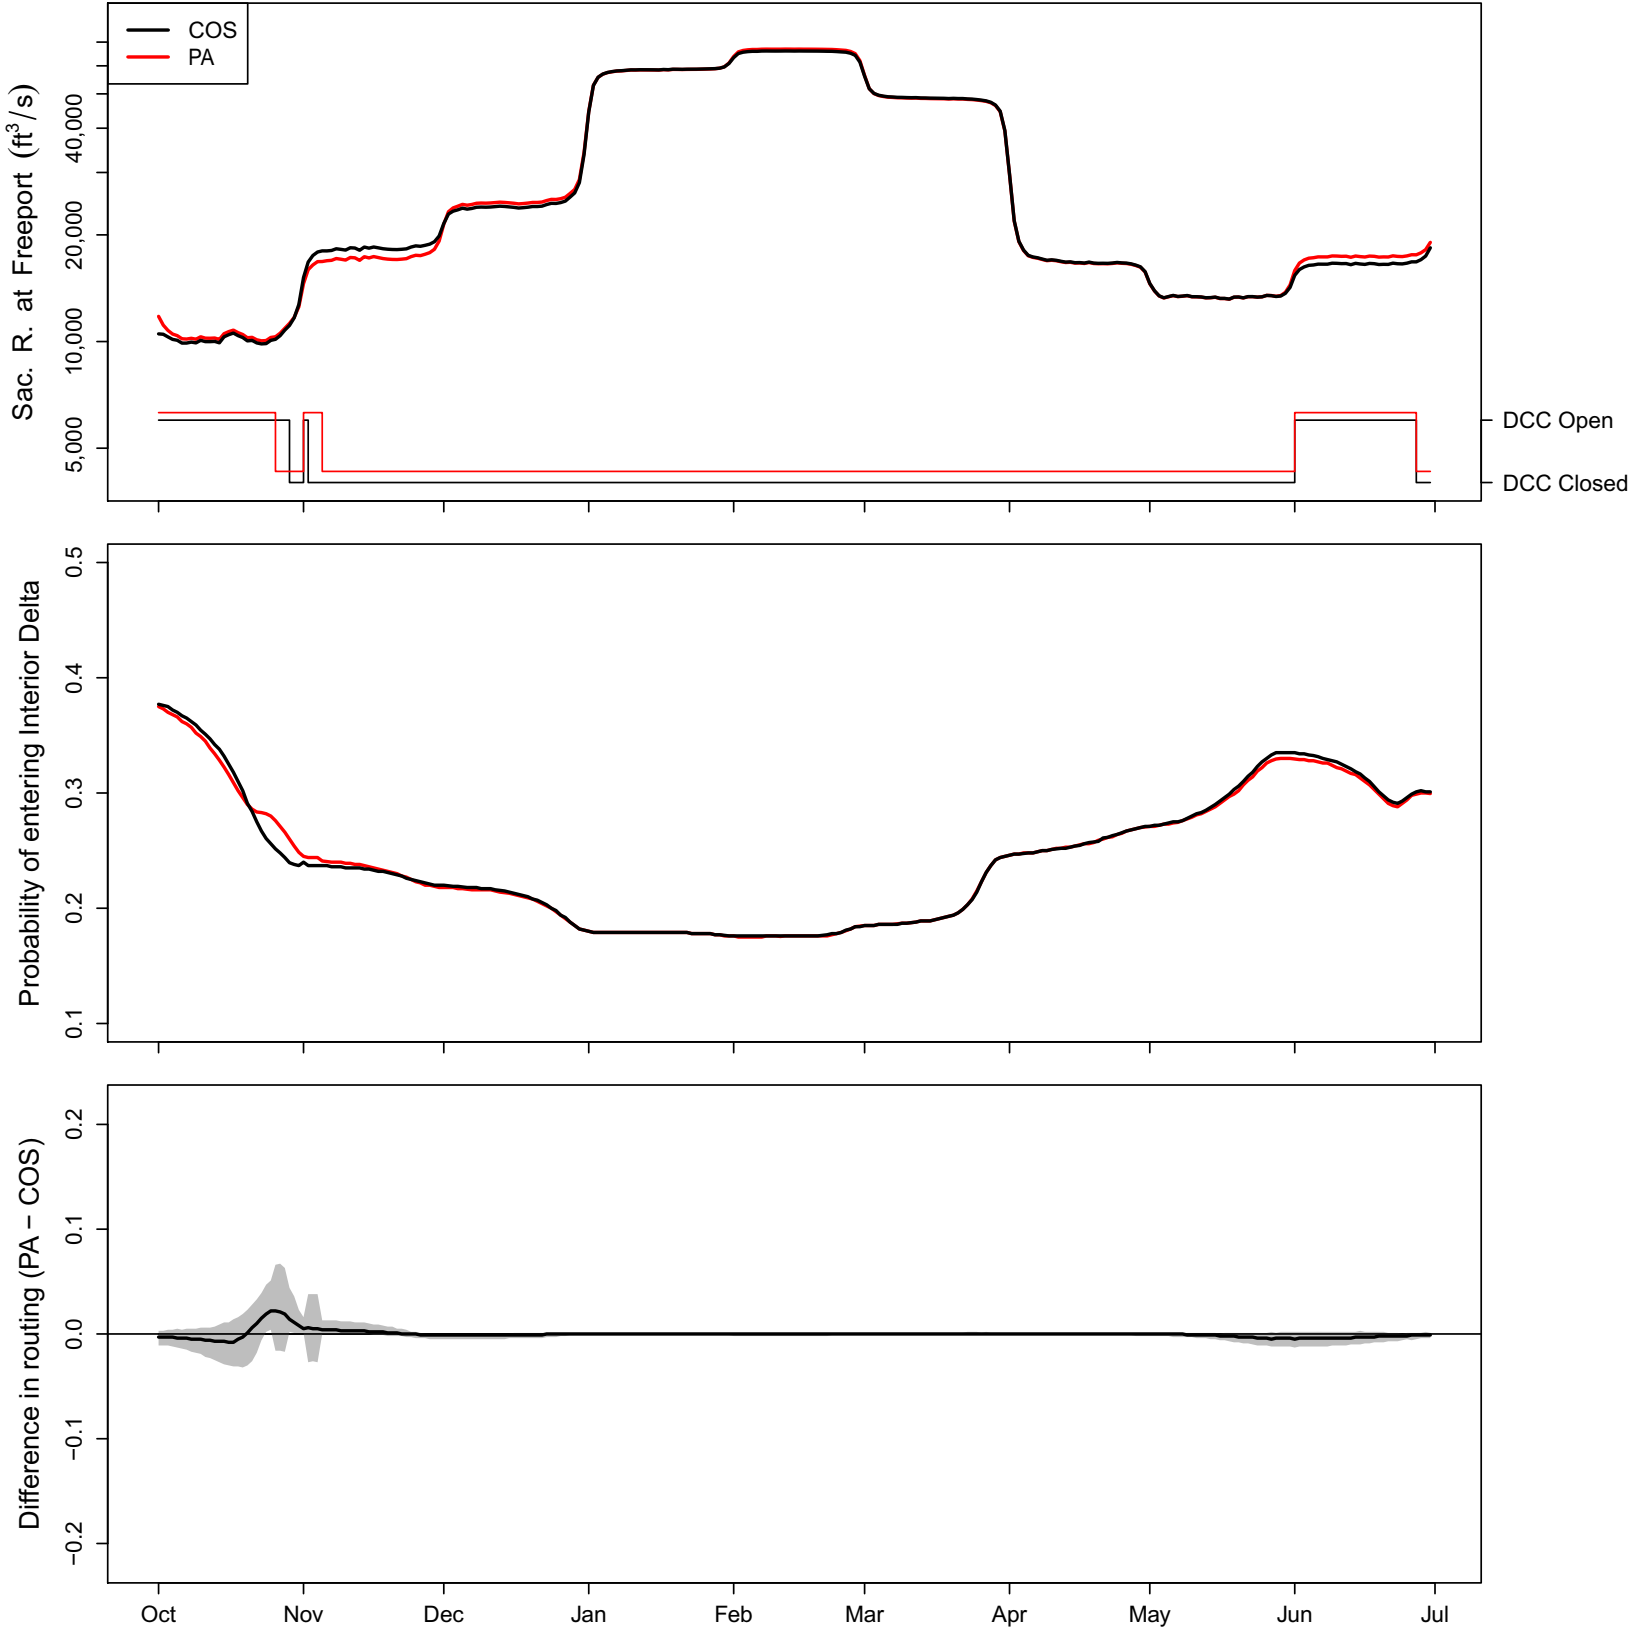 COS
PA
Sac. R. at Freeport (ft³/s)
40,000
20,000
10,000
5,000
DCC Open
DCC Closed
Probability of entering Interior Delta
0.5
0.4
0.3
0.2
0.1
Difference in routing (PA − COS)
0.2
0.1
0.0
−0.1
−0.2
Oct Nov Dec Jan Feb Mar Apr May Jun Jul